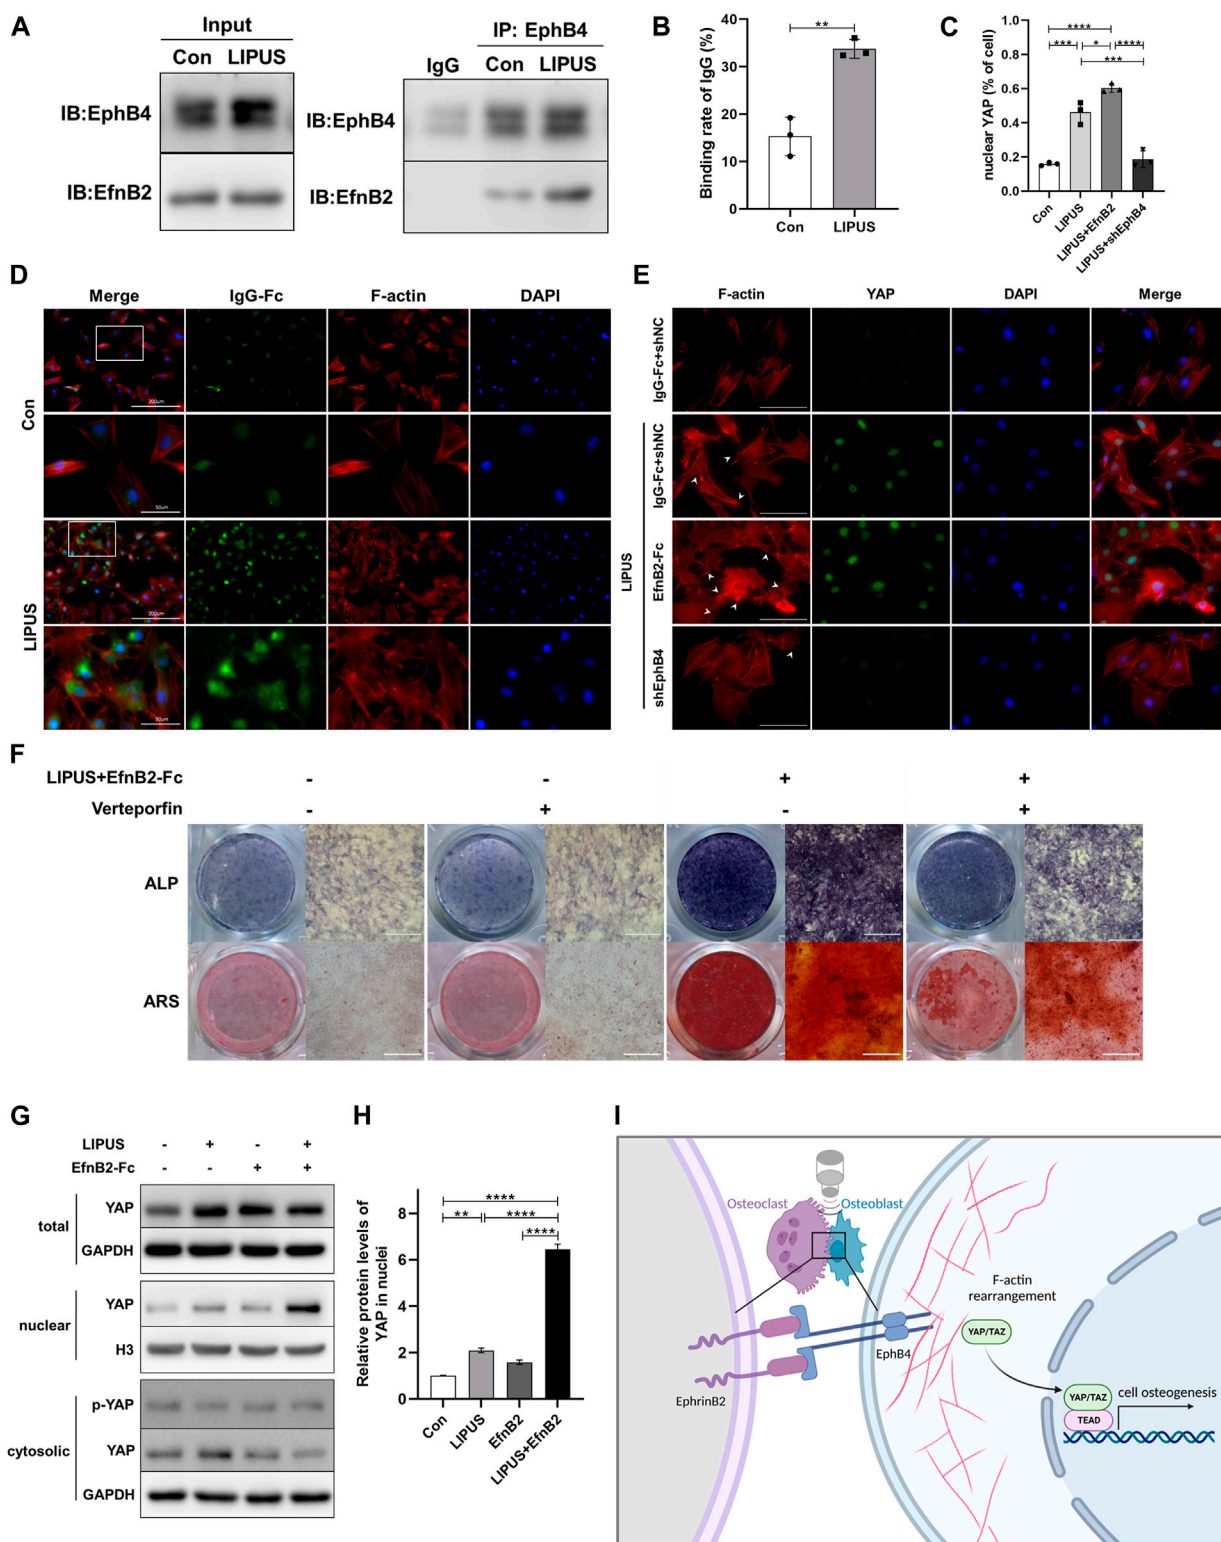 A
Input
Con LIPUS
IB:EphB4
IB:EfnB2
IP: EphB4
IgG Con LIPUS
IB:EphB4
IB:EfnB2
B
Binding rate of IgG (%)
40
30
20
10
0
**
Con LIPUS
C
nuclear YAP (% of cell)
1.0
0.8
0.6
0.4
0.2
0.0
****
*** * ****
***
Con
LIPUS
LIPUS+EfnB2
LIPUS+shEphB4
D
Merge IgG-Fc F-actin DAPI
Con
200μm
50μm
LIPUS
200μm
50μm
E
F-actin YAP DAPI Merge
IgG-Fc+shNC
LIPUS
IgG-Fc+shNC
EfnB2-Fc
shEphB4
F
LIPUS+EfnB2-Fc - - + +
Verteporfin - + - +
ALP
ARS
G
LIPUS - + - +
EfnB2-Fc - - + +
total
YAP
GAPDH
nuclear
YAP
H3
cytosolic
p-YAP
YAP
GAPDH
H
Relative protein levels of
YAP in nuclei
8
6
4
2
0
****
** ****
****
Con
LIPUS
EfnB2
LIPUS+EfnB2
I
Osteoclast
Osteoblast
F-actin
rearrangement
YAP/TAZ
EphB4
EphrinB2
YAP/TAZ
TEAD
cell osteogenesis